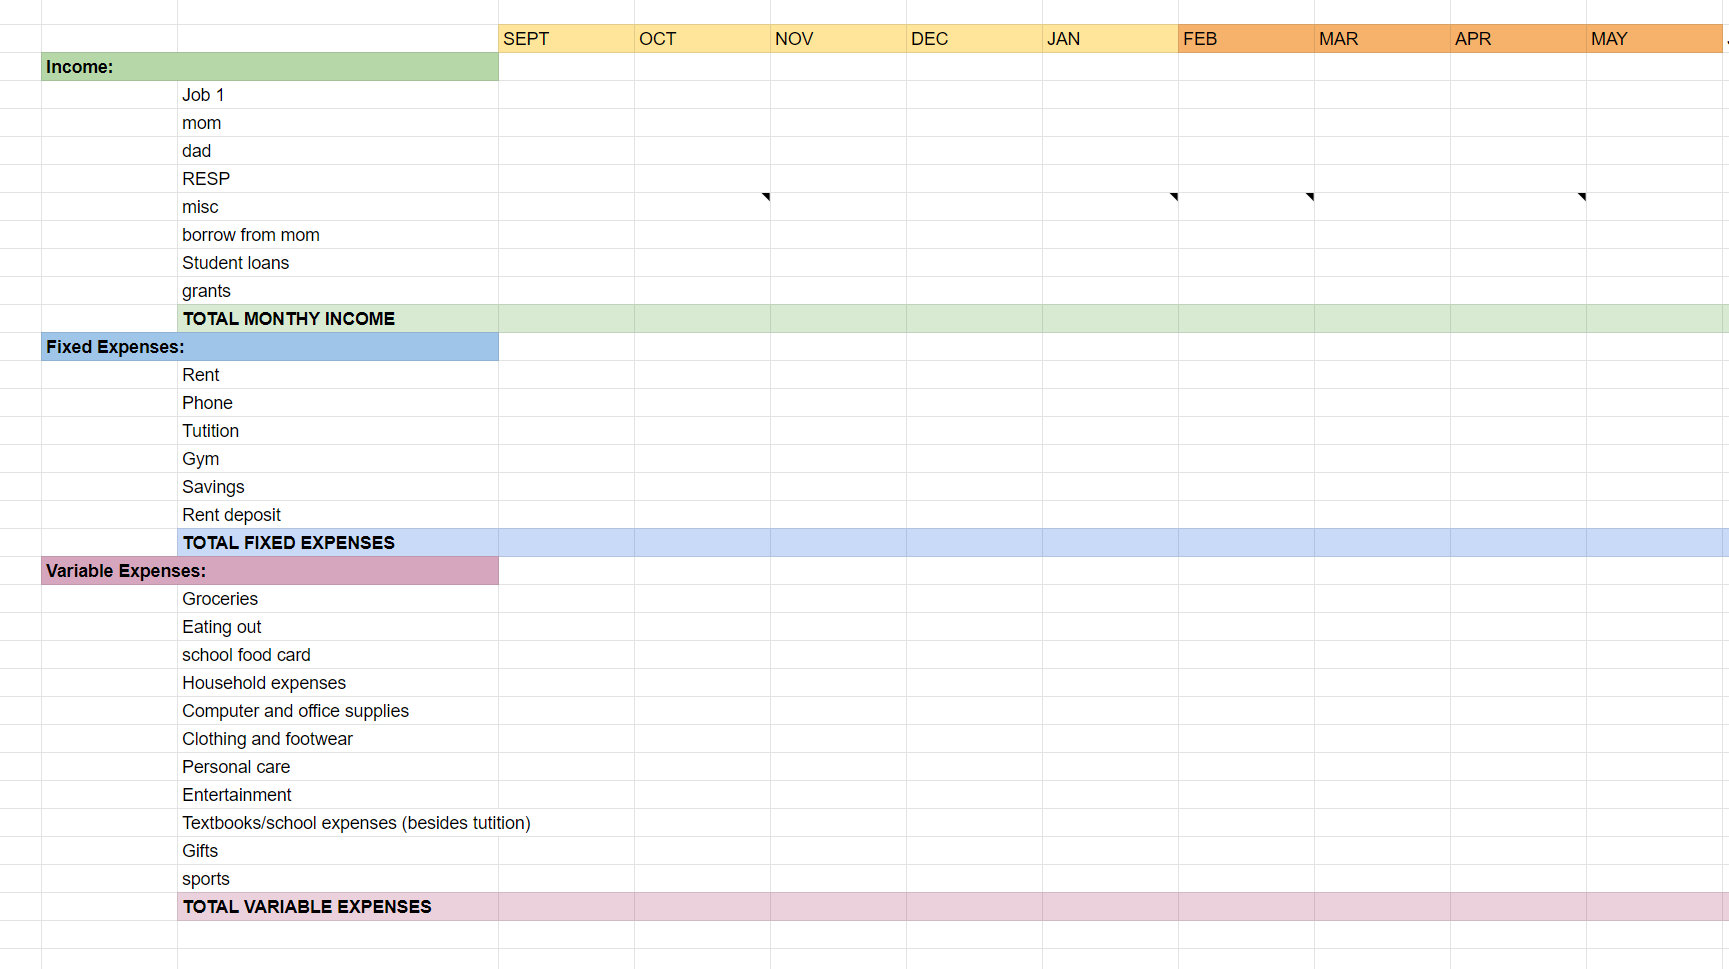 SEPT OCT NOV DEC JAN FEB MAR APR MAY
Income:
Job 1
mom
dad
RESP
misc
borrow from mom
Student loans
grants
TOTAL MONTHY INCOME
Fixed Expenses:
Rent
Phone
Tutition
Gym
Savings
Rent deposit
TOTAL FIXED EXPENSES
Variable Expenses:
Groceries
Eating out
school food card
Household expenses
Computer and office supplies
Clothing and footwear
Personal care
Entertainment
Textbooks/school expenses (besides tutition)
Gifts
sports
TOTAL VARIABLE EXPENSES